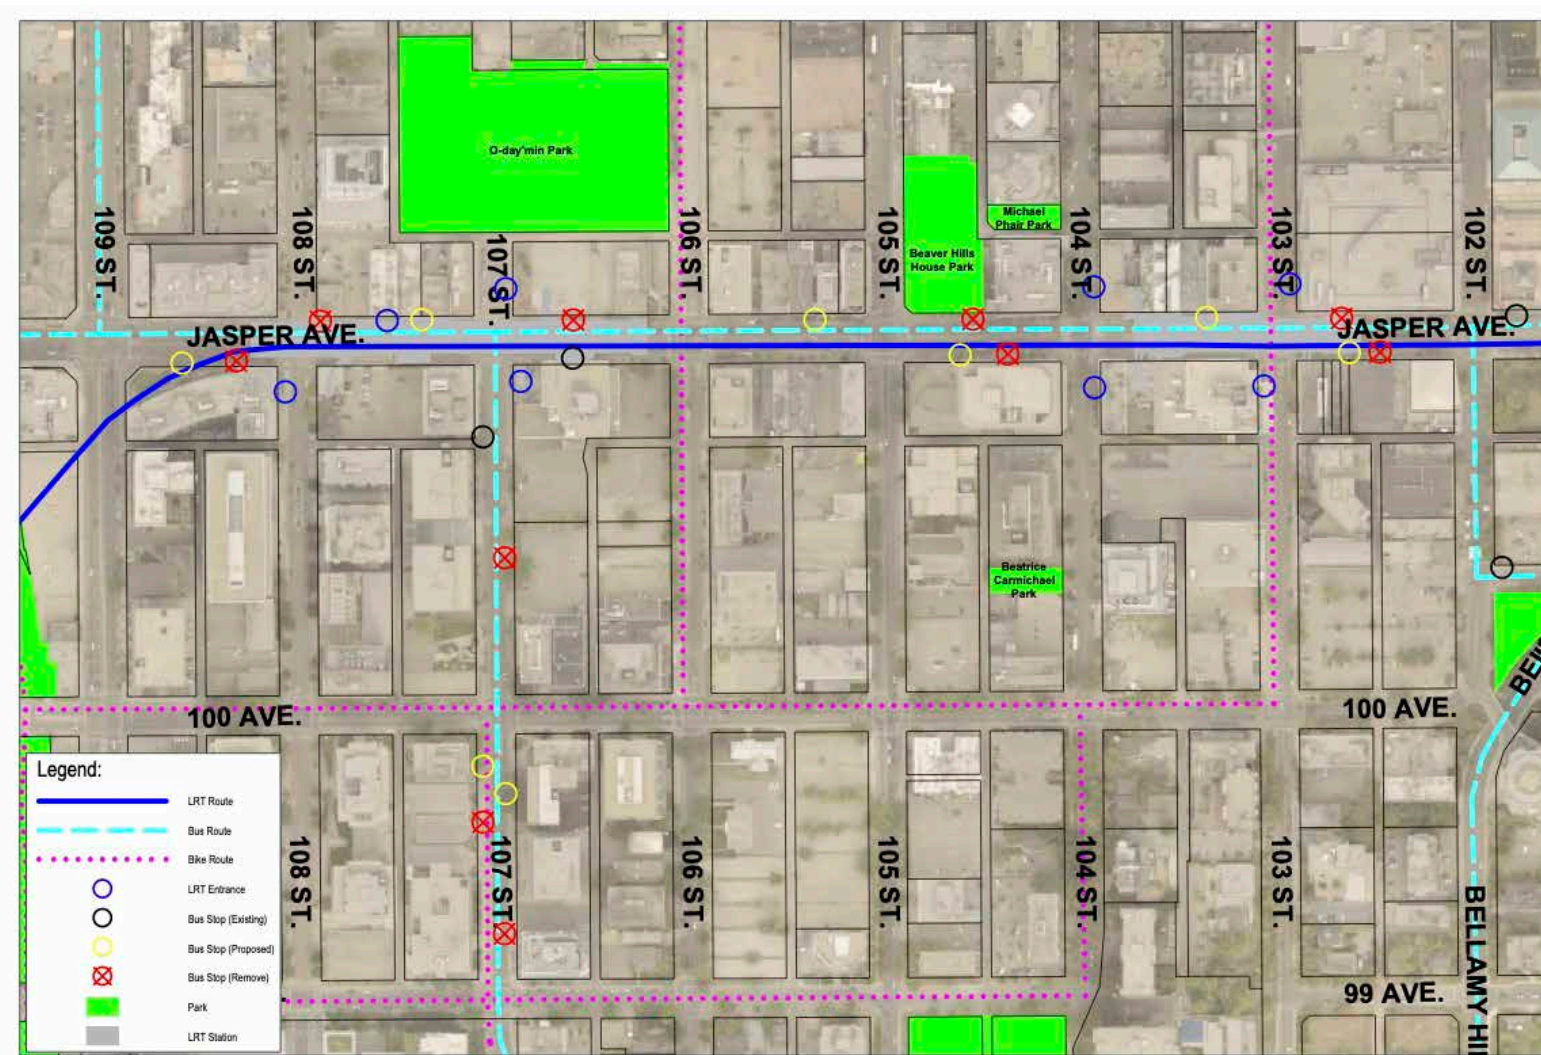 O-day'min Park
Michael
Phair Park
Beaver Hills
House Park
109 ST.
108 ST.
107 ST.
106 ST.
105 ST.
104 ST.
103 ST.
102 ST.
JASPER AVE.
JASPER AVE.
Beatrice
Carmichael
Park
100 AVE.
100 AVE.
Legend:
LRT Route
Bus Route
Bike Route
LRT Entrance
Bus Stop (Existing)
Bus Stop (Proposed)
Bus Stop (Remove)
Park
LRT Station
108 ST.
107 ST.
106 ST.
105 ST.
104 ST.
103 ST.
BELLAMY HI
99 AVE.